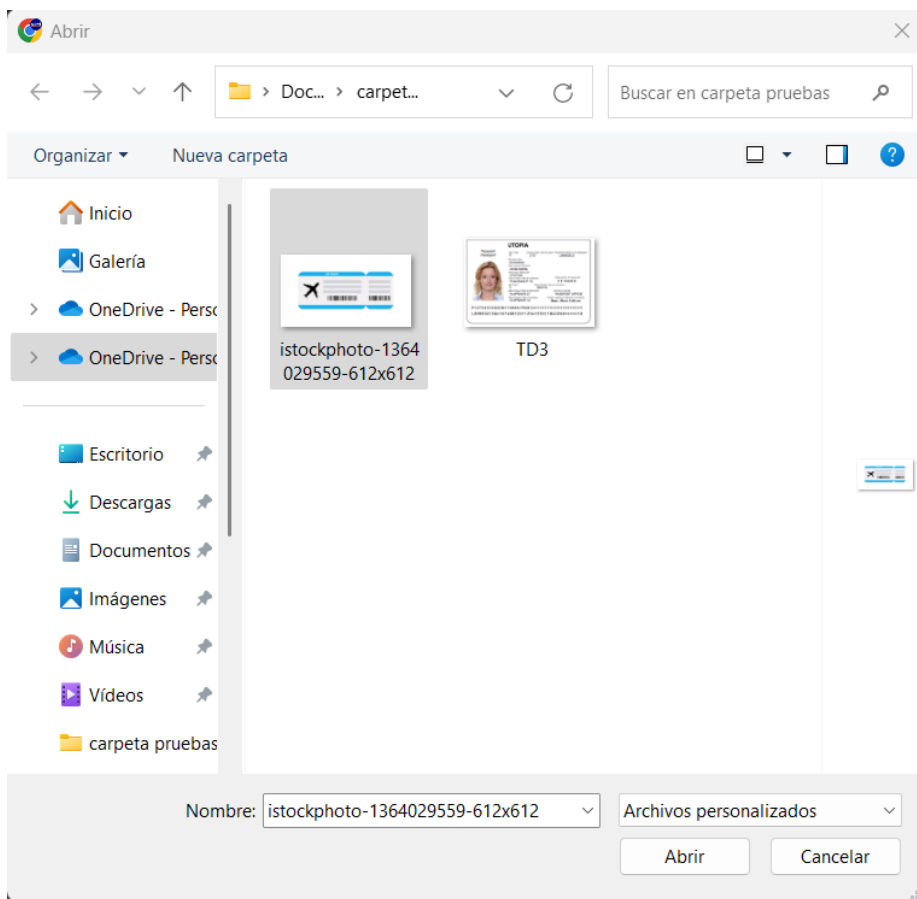 Abrir
Doc... > carpet...
Buscar en carpeta pruebas
Organizar
Nueva carpeta
?
Inicio
Galería
OneDrive - Perso
OneDrive - Perso
Escritorio
Descargas
Documentos
Imágenes
Música
Vídeos
carpeta pruebas
istockphoto-1364
029559-612x612
UTOPIA
TD3
Nombre: istockphoto-1364029559-612x612
Archivos personalizados
Abrir
Cancelar